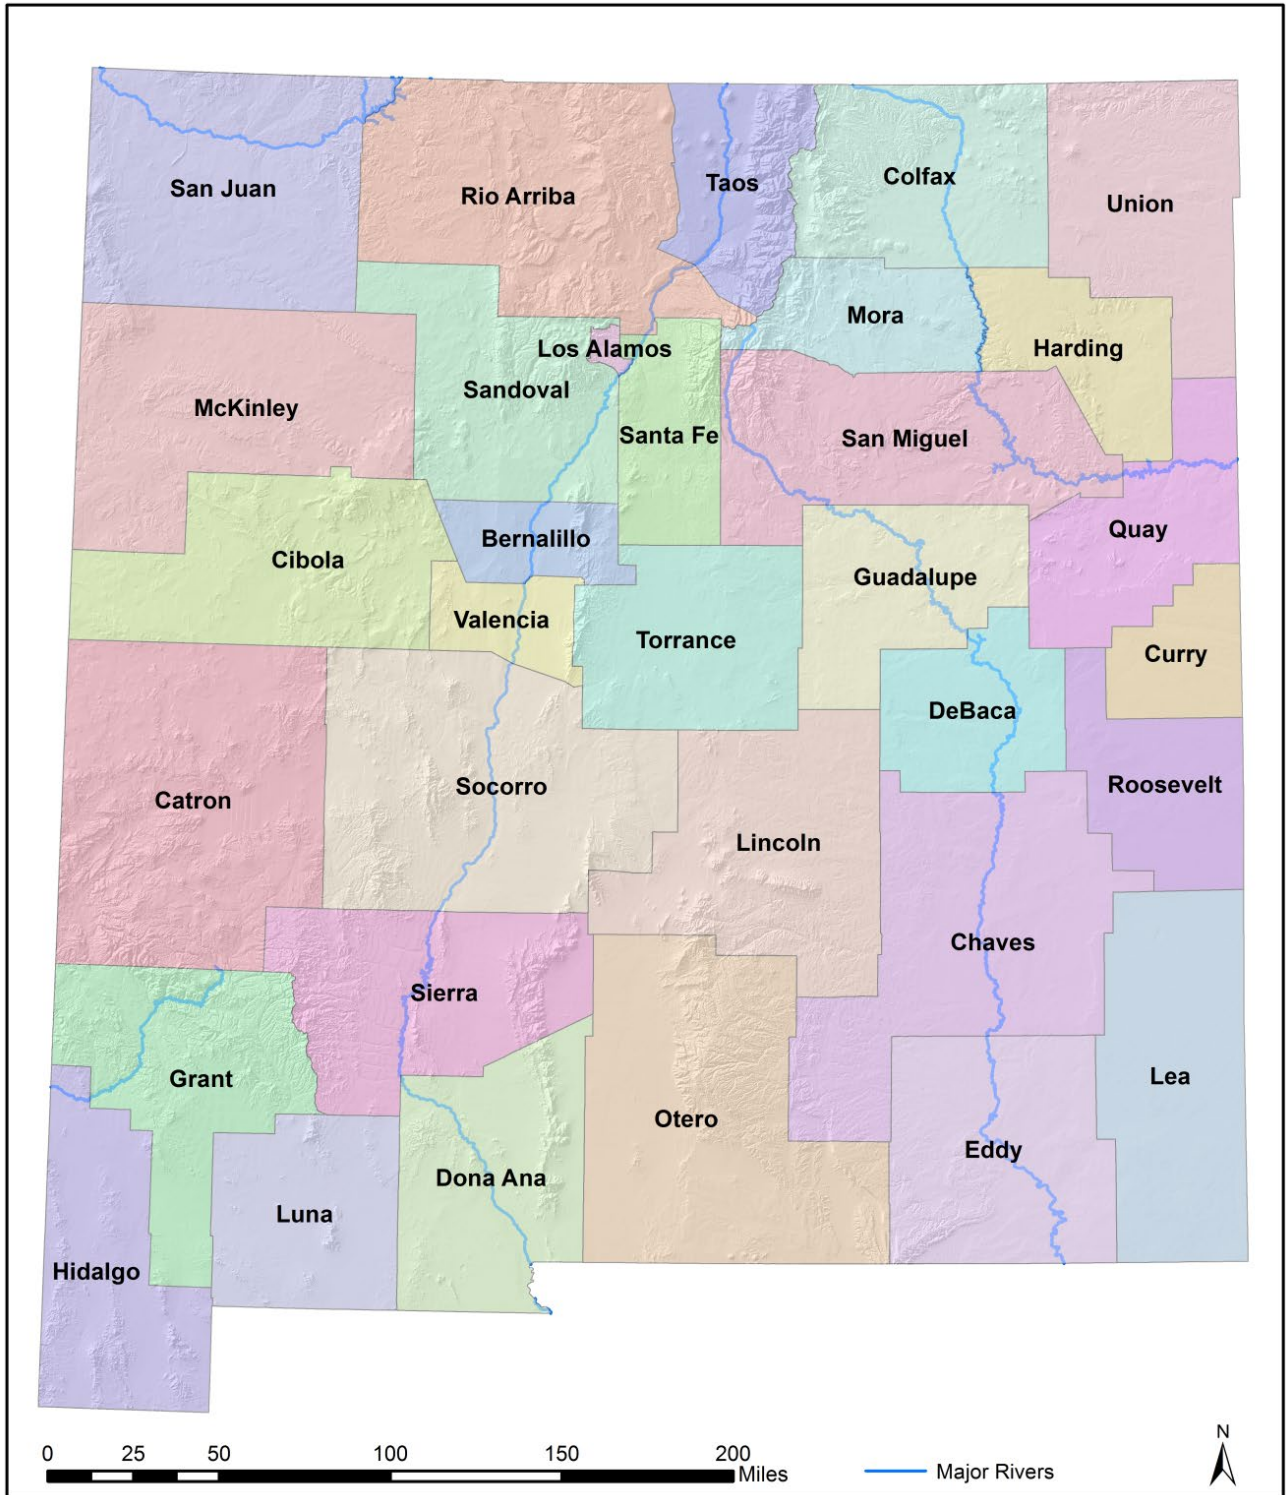 San Juan
Rio Arriba
Taos
Colfax
Union
Mora
Harding
Los Alamos
Sandoval
McKinley
Santa Fe
San Miguel
Quay
Bernalillo
Cibola
Guadalupe
Valencia
Torrance
Curry
DeBaca
Roosevelt
Socorro
Catron
Lincoln
Chaves
Sierra
Grant
Lea
Otero
Eddy
Dona Ana
Luna
Hidalgo
0 25 50 100 150 200
Miles
Major Rivers
N